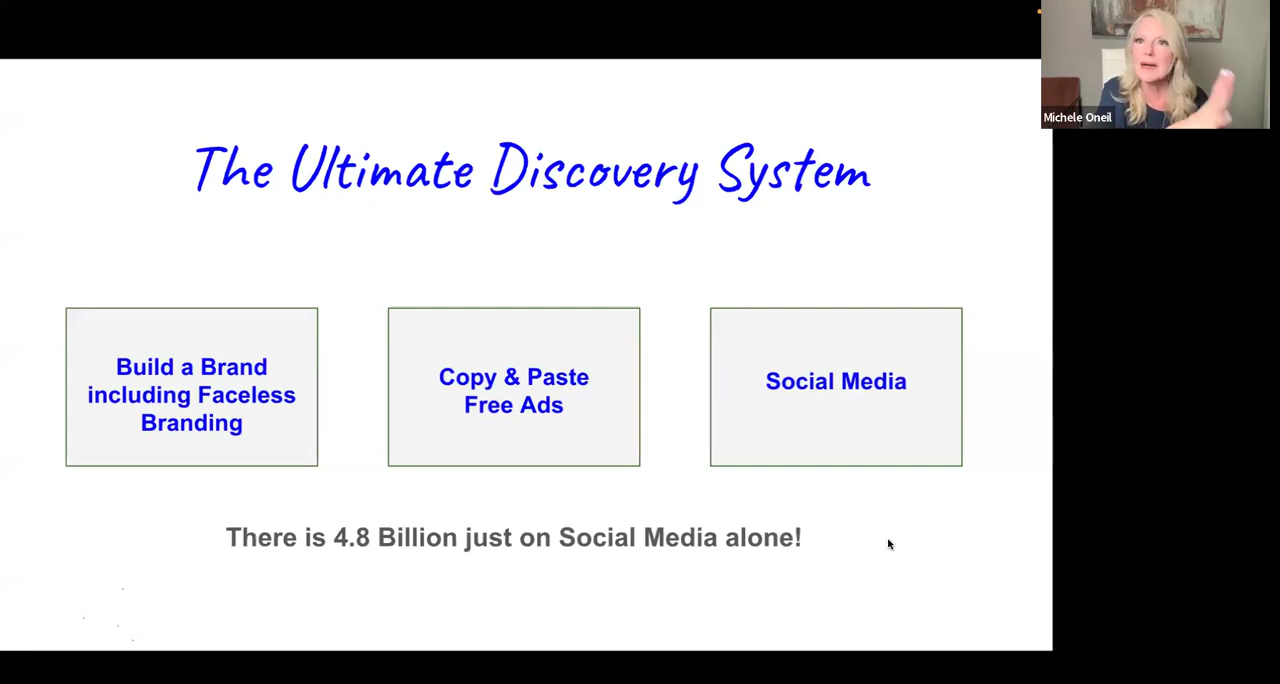 Michele Oneil
The Ultimate Discovery System
Build a Brand
including Faceless
Branding
Copy & Paste
Free Ads
Social Media
There is 4.8 Billion just on Social Media alone!